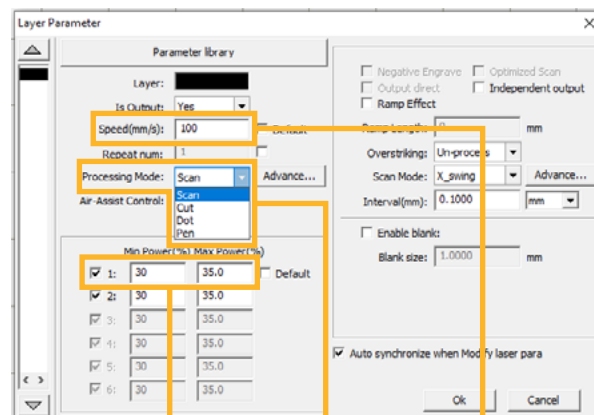 Layer Parameter
Parameter library
Layer:
Is Output: Yes
Speed(mm/s): 100 Default
Repeat num: 1
Processing Mode: Scan Advance...
Scan
Cut
Dot
Pen
Air-Assist Control:
Min Power(%) Max Power(%)
1: 30 35.0 Default
2: 30 35.0
3: 30 35.0
4: 30 35.0
5: 30 35.0
6: 30 35.0
Negative Engrave Optimized Scan
Output direct Independent output
Ramp Effect
Ramp Length: 0 mm
Overstriking: Un-process
Scan Mode: X_swing Advance...
Interval(mm): 0.1000 mm
Enable blank:
Blank size: 1.0000 mm
Auto synchronize when Modify laser para
Ok Cancel